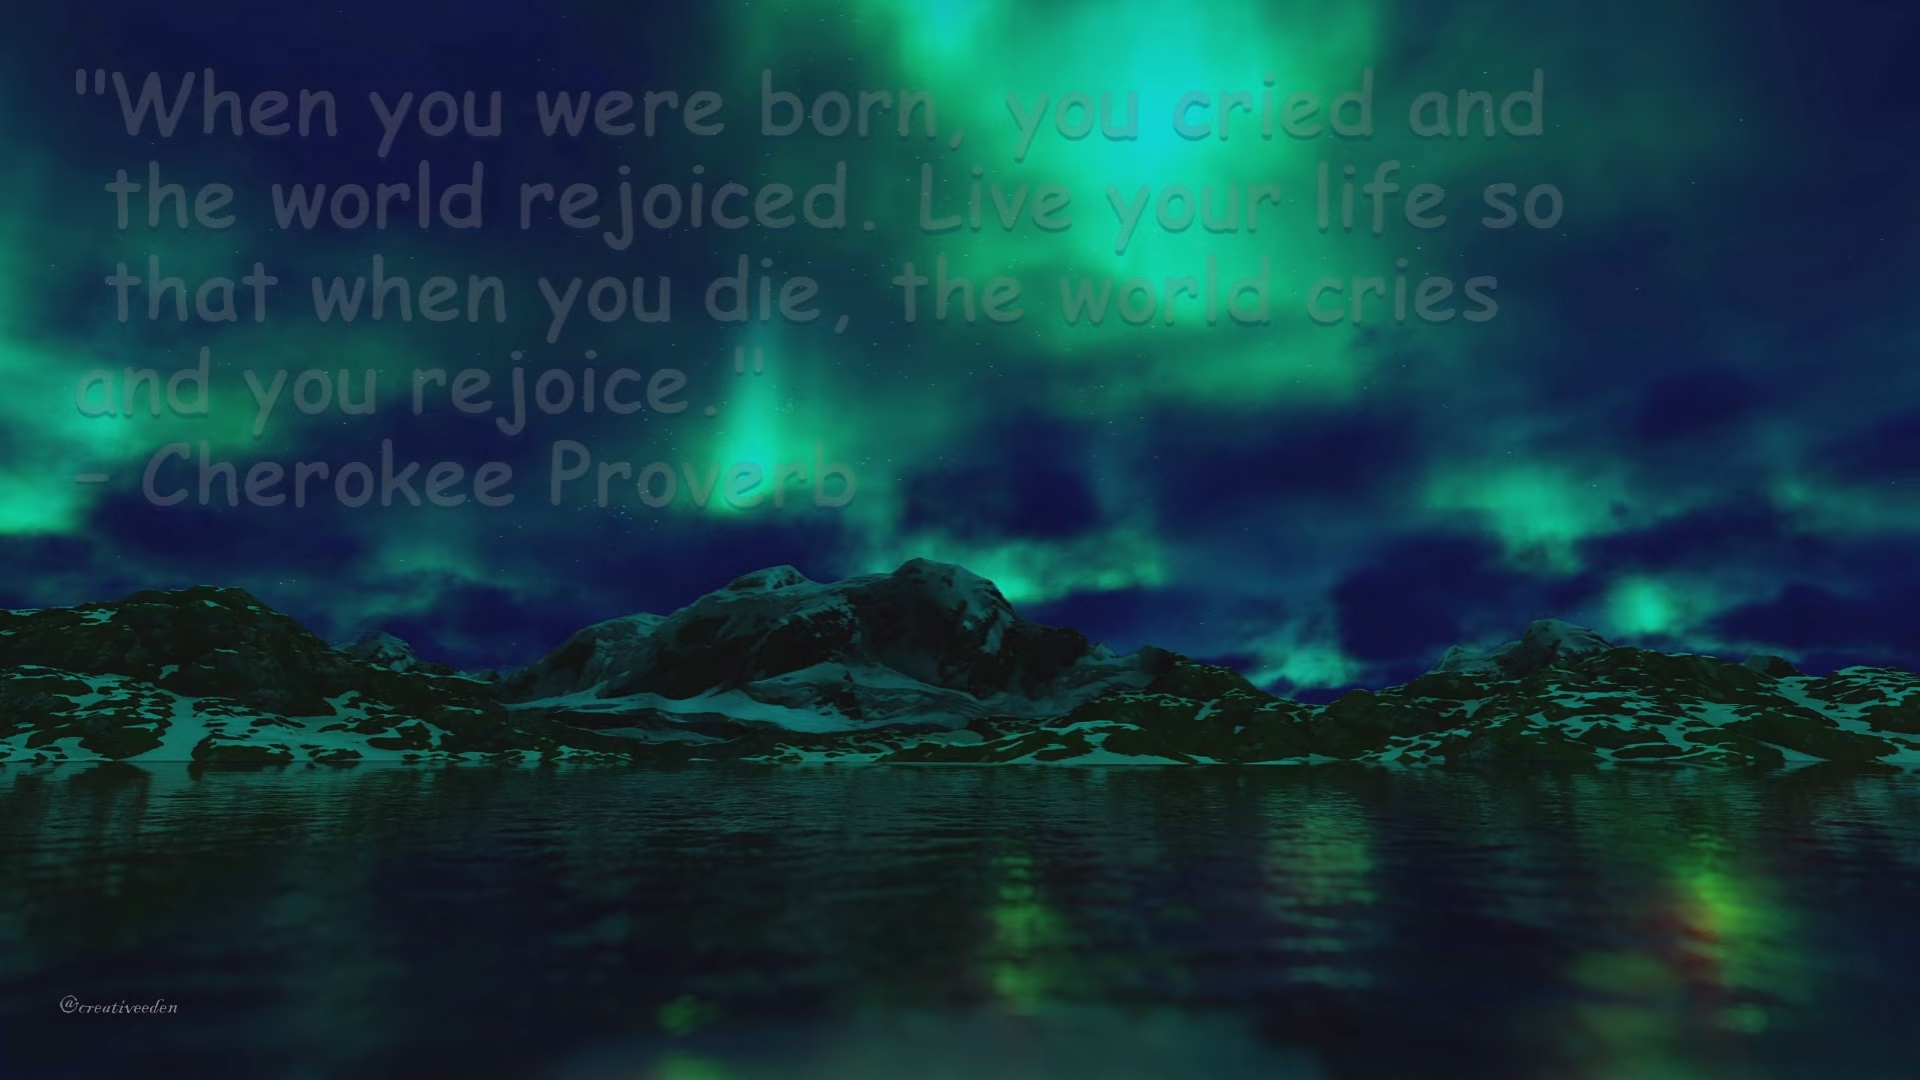 "When you were born, you cried and
the world rejoiced. Live your life so
that when you die, the world cries
and you rejoice."
- Cherokee Proverb
@creativeeden